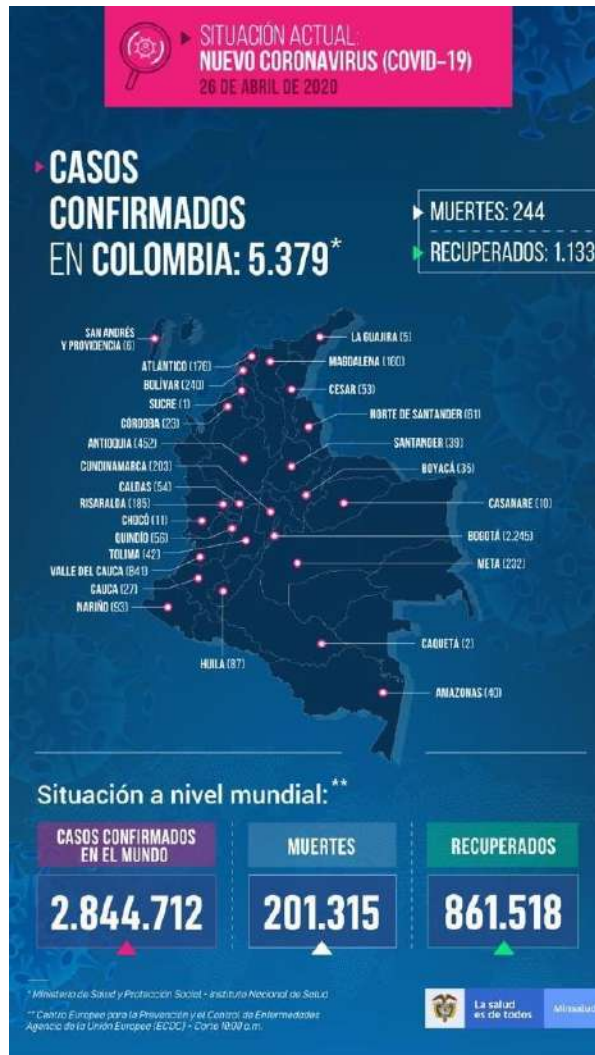 SITUACIÓN ACTUAL:
NUEVO CORONAVIRUS (COVID-19)
26 DE ABRIL DE 2020
CASOS
CONFIRMADOS
EN COLOMBIA: 5.379*
MUERTES: 244
RECUPERADOS: 1.133
SAN ANDRÉS
Y PROVIDENCIA (6)
LA GUAJIRA (5)
ATLÁNTICO (176)
MAGDALENA (160)
BOLÍVAR (240)
CESAR (53)
SUCRE (1)
CÓRDOBA (23)
NORTE DE SANTANDER (61)
ANTIOQUIA (452)
SANTANDER (39)
CUNDINAMARCA (203)
BOYACÁ (35)
CALDAS (54)
RISARALDA (185)
CASANARE (10)
CHOCÓ (11)
QUINDÍO (56)
BOGOTÁ (2.245)
TOLIMA (42)
VALLE DEL CAUCA (841)
META (232)
CAUCA (27)
NARIÑO (93)
CAQUETÁ (2)
HUILA (87)
AMAZONAS (40)
Situación a nivel mundial:**
CASOS CONFIRMADOS
EN EL MUNDO
2.844.712
MUERTES
201.315
RECUPERADOS
861.518
* Ministerio de Salud y Protección Social - Instituto Nacional de Salud
** Centro Europeo para la Prevención y el Control de Enfermedades
Agencia de la Unión Europea (ECDC) - Corte 10:00 a.m.
La salud
es de todos
Minsalud